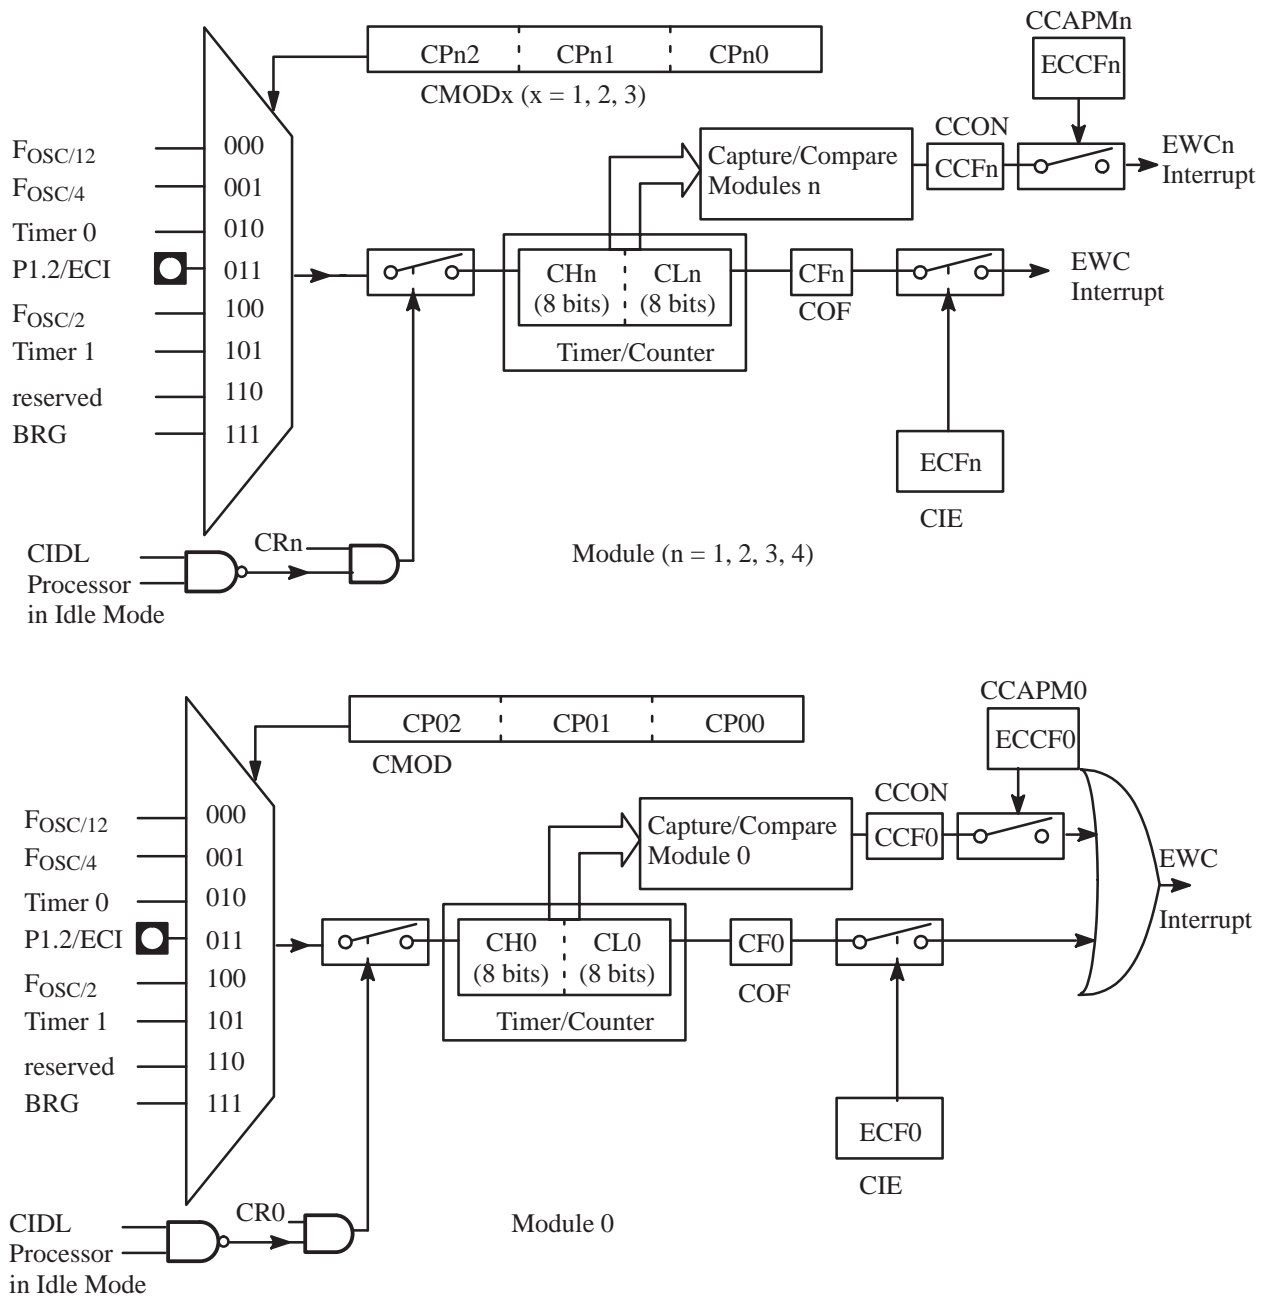 CCAPMn
ECCFn
CPn2 CPn1 CPn0
CMODx (x = 1, 2, 3)
FOSC/12 000
FOSC/4 001
Timer 0 010
P1.2/ECI 011
FOSC/2 100
Timer 1 101
reserved 110
BRG 111
Capture/Compare
Modules n
CCON
CCFn
EWCn
Interrupt
CHn
(8 bits)
CLn
(8 bits)
Timer/Counter
CFn
COF
EWC
Interrupt
ECFn
CIE
CIDL
Processor
in Idle Mode
CRn
Module (n = 1, 2, 3, 4)
CCAPM0
ECCF0
CP02 CP01 CP00
CMOD
FOSC/12 000
FOSC/4 001
Timer 0 010
P1.2/ECI 011
FOSC/2 100
Timer 1 101
reserved 110
BRG 111
Capture/Compare
Module 0
CCON
CCF0
EWC
Interrupt
CH0
(8 bits)
CL0
(8 bits)
Timer/Counter
CF0
COF
ECF0
CIE
CIDL
Processor
in Idle Mode
CR0
Module 0